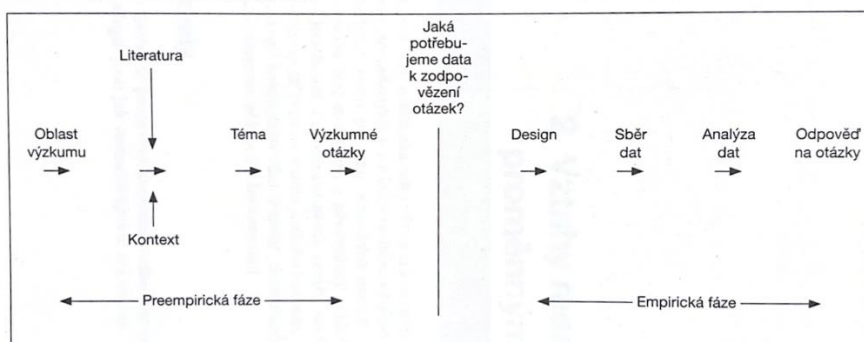 Jaká
potřebu-
jeme data
k zodpo-
vězení
otázek?
Literatura
Oblast
výzkumu
Téma
Výzkumné
otázky
Design
Sběr
dat
Analýza
dat
Odpověď
na otázky
Kontext
Preempirická fáze
Empirická fáze